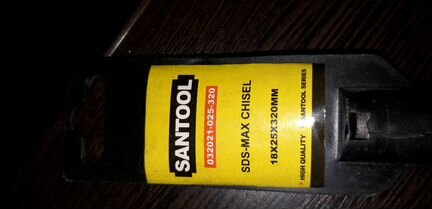 SANTOOL
032021-025-320
SDS-MAX CHISEL
18X25X320MM
HIGH QUALITY SANTOOL SERIES